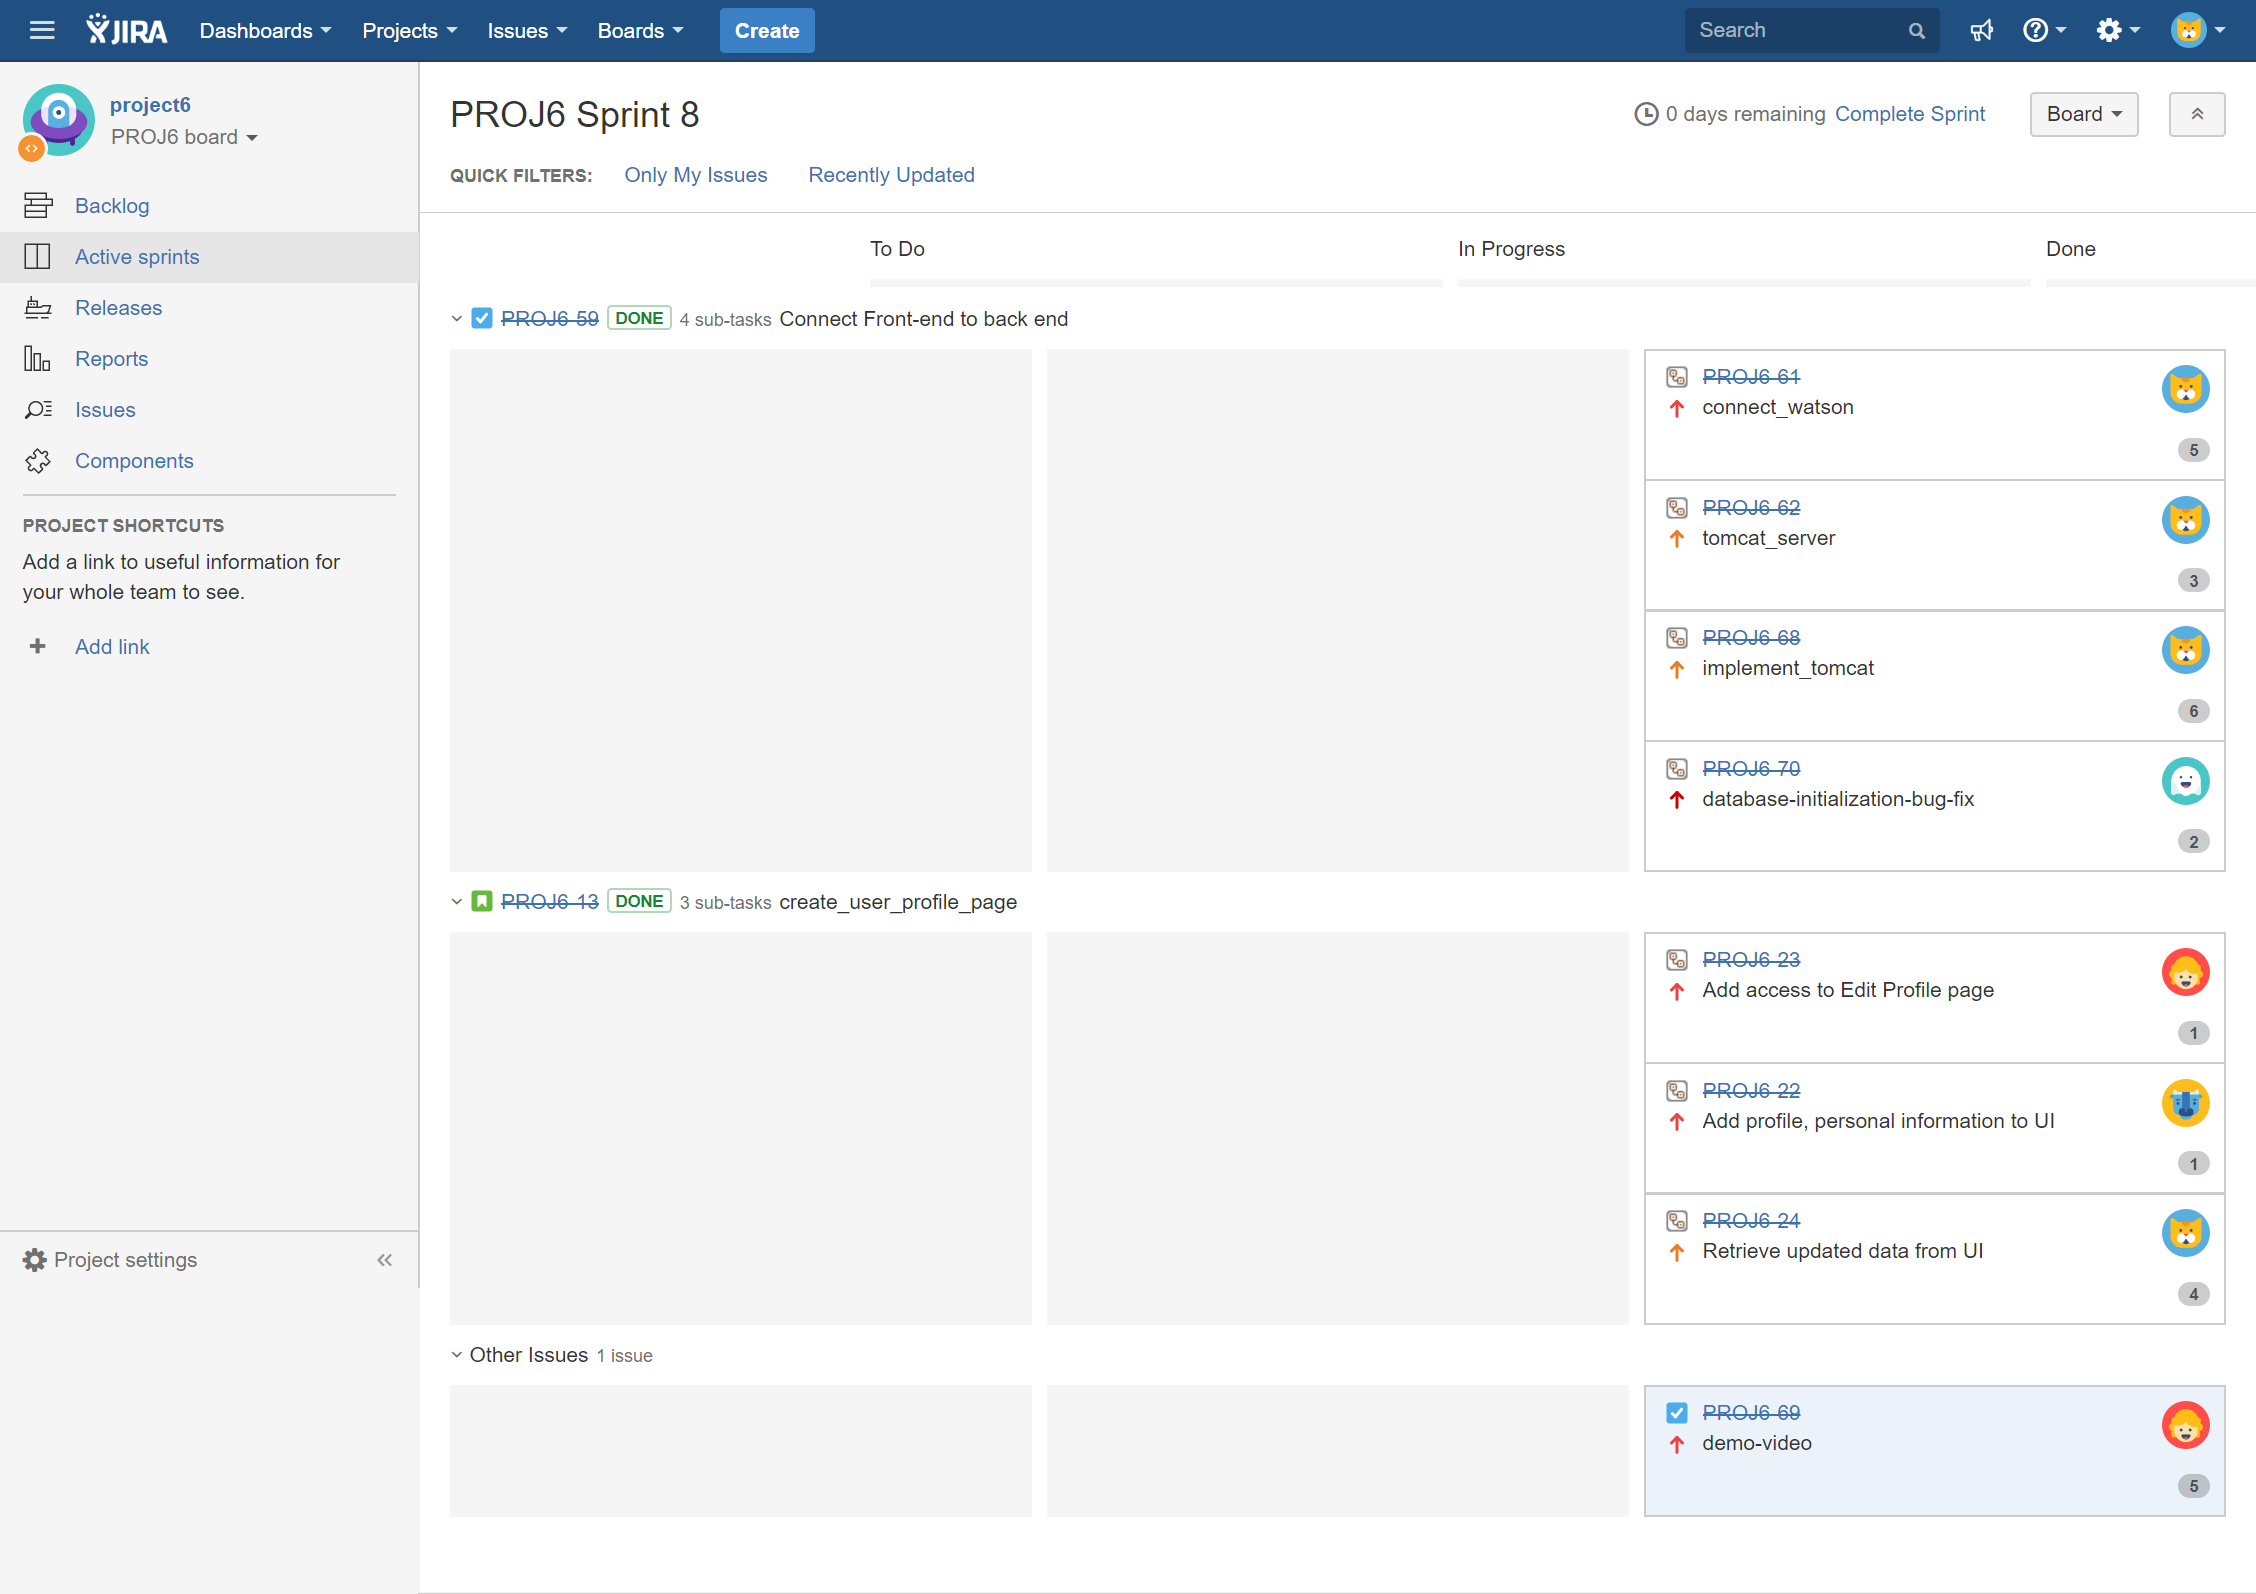 JIRA Dashboards Projects Issues Boards Create Search
project6
PROJ6 board
Backlog
Active sprints
Releases
Reports
Issues
Components
PROJECT SHORTCUTS
Add a link to useful information for
your whole team to see.
Add link
Project settings
PROJ6 Sprint 8
0 days remaining Complete Sprint Board
QUICK FILTERS: Only My Issues Recently Updated
To Do In Progress Done
PROJ6-59 DONE 4 sub-tasks Connect Front-end to back end
PROJ6-61
connect_watson
5
PROJ6-62
tomcat_server
3
PROJ6-68
implement_tomcat
6
PROJ6-70
database-initialization-bug-fix
2
PROJ6-13 DONE 3 sub-tasks create_user_profile_page
PROJ6-23
Add access to Edit Profile page
1
PROJ6-22
Add profile, personal information to UI
1
PROJ6-24
Retrieve updated data from UI
4
Other Issues 1 issue
PROJ6-69
demo-video
5